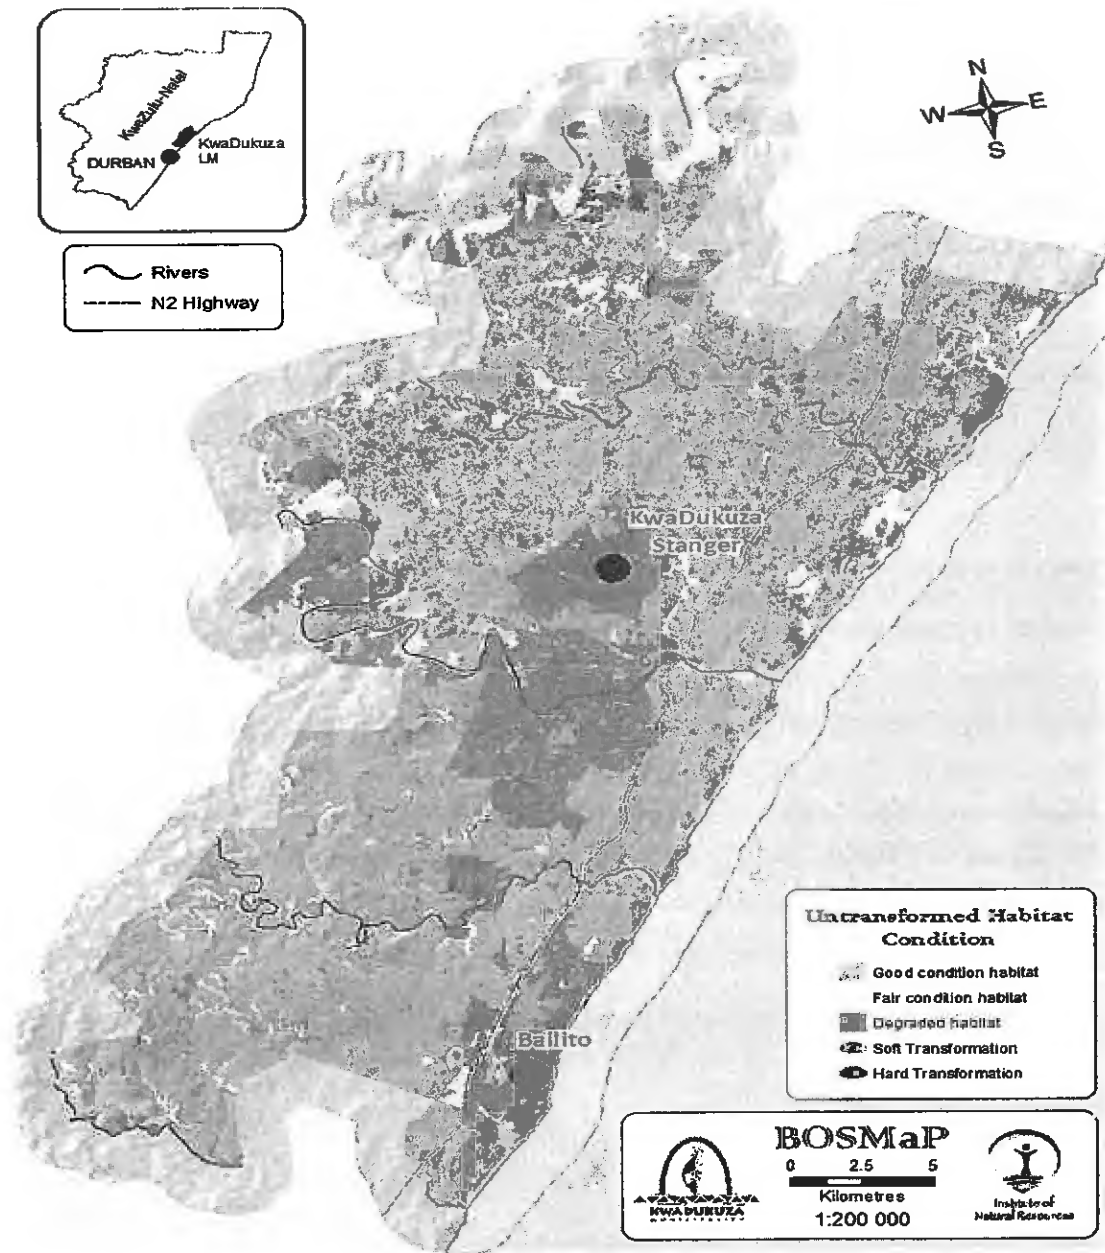 KwaZulu-Natal
DURBAN
KwaDukuza
LM
N
W
E
S
Rivers
N2 Highway
KwaDukuza
Stanger
Ballito
Untransformed Habitat
Condition
Good condition habitat
Fair condition habitat
Degraded habitat
Soft Transformation
Hard Transformation
BOSMaP
0 2.5 5
Kilometres
1:200 000
KWADUKUZA
MUNICIPALITY
Institute of
Natural Resources